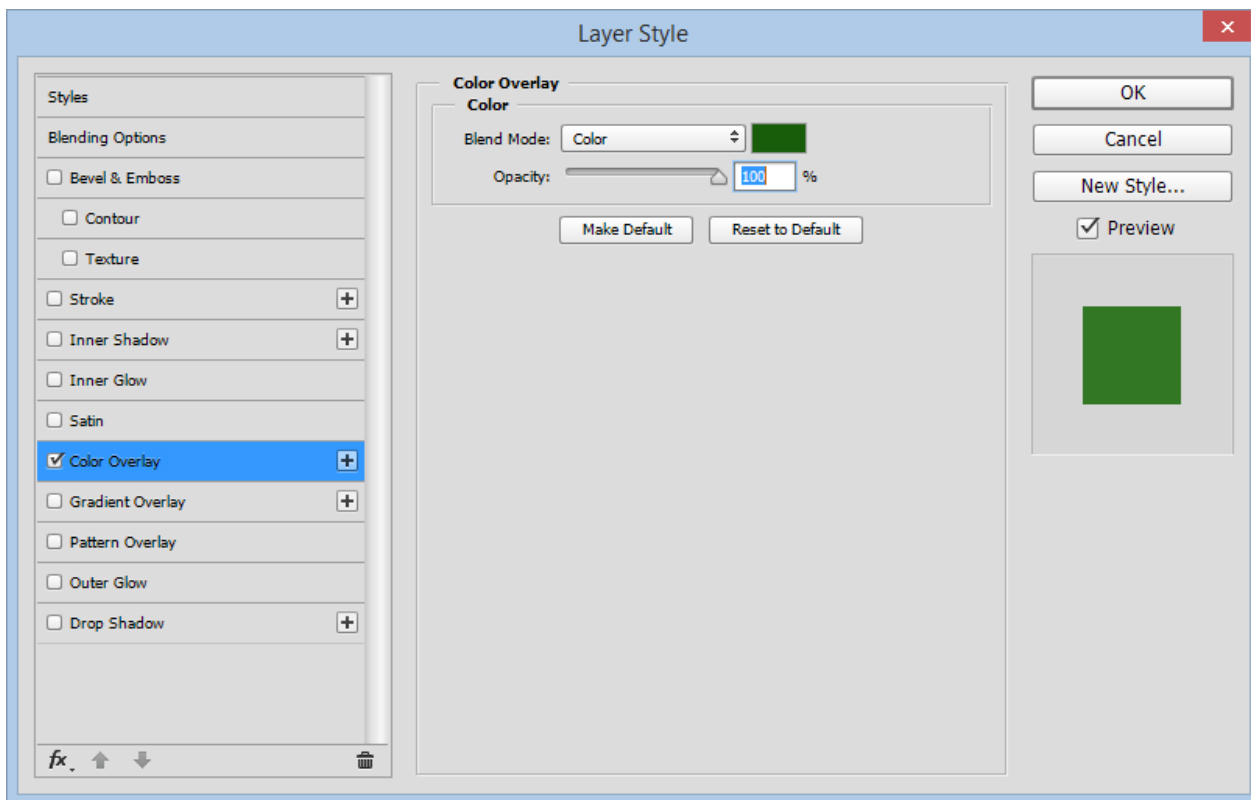 Layer Style
Styles
Blending Options
Bevel & Emboss
Contour
Texture
Stroke
Inner Shadow
Inner Glow
Satin
Color Overlay
Gradient Overlay
Pattern Overlay
Outer Glow
Drop Shadow
fx
Color Overlay
Color
Blend Mode: Color
Opacity: 100 %
Make Default Reset to Default
OK
Cancel
New Style...
Preview